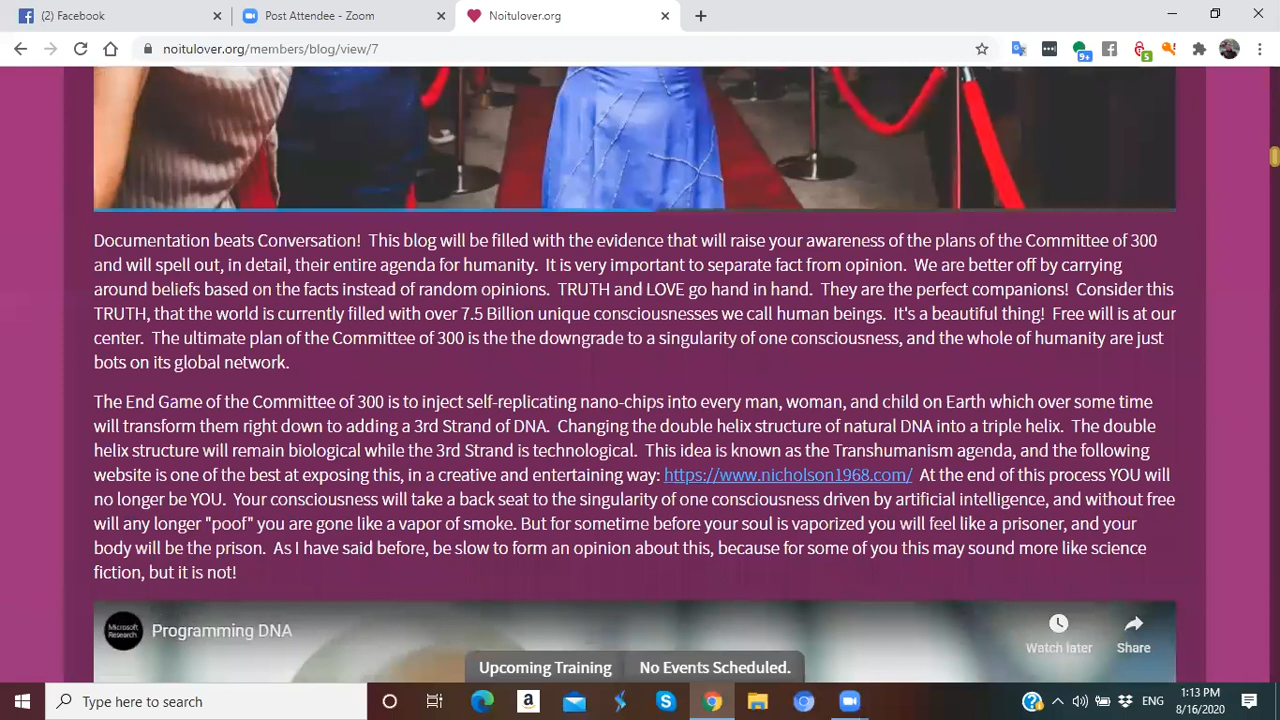 (2) Facebook
Post Attendee - Zoom
Noitulover.org
noitulover.org/members/blog/view/7
9+
5
Documentation beats Conversation!  This blog will be filled with the evidence that will raise your awareness of the plans of the Committee of 300
and will spell out, in detail, their entire agenda for humanity.  It is very important to separate fact from opinion.  We are better off by carrying
around beliefs based on the facts instead of random opinions.  TRUTH and LOVE go hand in hand.  They are the perfect companions!  Consider this
TRUTH, that the world is currently filled with over 7.5 Billion unique consciousnesses we call human beings.  It's a beautiful thing!  Free will is at our
center.  The ultimate plan of the Committee of 300 is the the downgrade to a singularity of one consciousness, and the whole of humanity are just
bots on its global network.
The End Game of the Committee of 300 is to inject self-replicating nano-chips into every man, woman, and child on Earth which over some time
will transform them right down to adding a 3rd Strand of DNA.  Changing the double helix structure of natural DNA into a triple helix.  The double
helix structure will remain biological while the 3rd Strand is technological.  This idea is known as the Transhumanism agenda, and the following
website is one of the best at exposing this, in a creative and entertaining way: https://www.nicholson1968.com/  At the end of this process YOU will
no longer be YOU.  Your consciousness will take a back seat to the singularity of one consciousness driven by artificial intelligence, and without free
will any longer "poof" you are gone like a vapor of smoke. But for sometime before your soul is vaporized you will feel like a prisoner, and your
body will be the prison.  As I have said before, be slow to form an opinion about this, because for some of you this may sound more like science
fiction, but it is not!
Microsoft
Research
Programming DNA
Watch later
Share
Upcoming Training
No Events Scheduled.
Type here to search
ENG
1:13 PM
8/16/2020